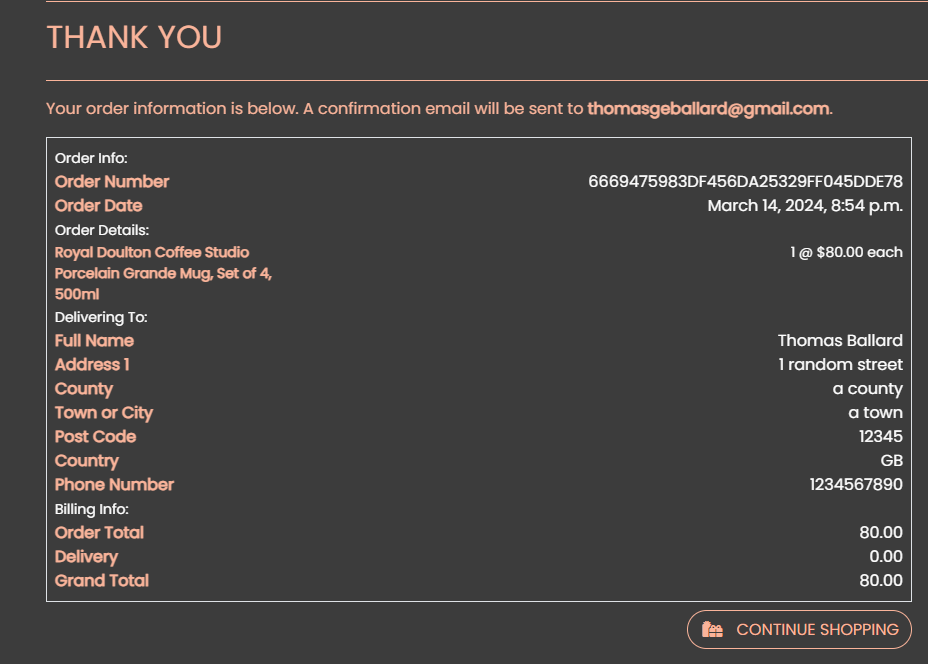 THANK YOU
Your order information is below. A confirmation email will be sent to thomasgeballard@gmail.com.
Order Info:
Order Number 6669475983DF456DA25329FF045DDE78
Order Date March 14, 2024, 8:54 p.m.
Order Details:
Royal Doulton Coffee Studio 1 @ $80.00 each
Porcelain Grande Mug, Set of 4,
500ml
Delivering To:
Full Name Thomas Ballard
Address 1 1 random street
County a county
Town or City a town
Post Code 12345
Country GB
Phone Number 1234567890
Billing Info:
Order Total 80.00
Delivery 0.00
Grand Total 80.00
CONTINUE SHOPPING